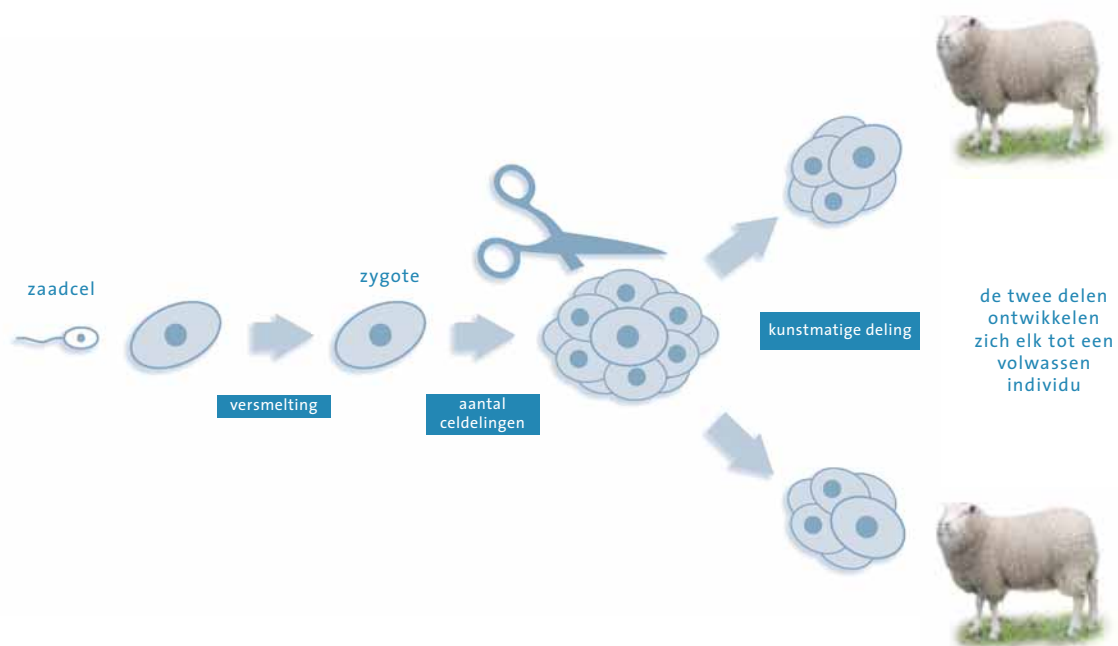 zaadcel
zygote
versmelting
aantal
celdelingen
kunstmatige deling
de twee delen
ontwikkelen
zich elk tot een
volwassen
individu